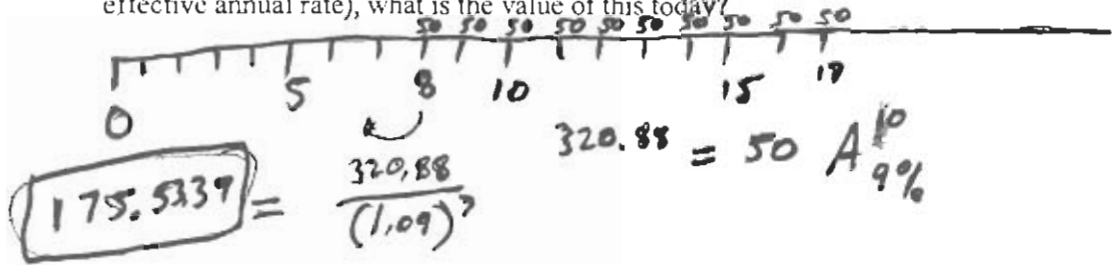 effective annual rate), what is the value of this today?
50 50 50 50 50 50 50 50 50 50
0 5 8 10 15 17
320.88 = 50 A 10 9%
175.5339 = 320.88 / (1.09)^7